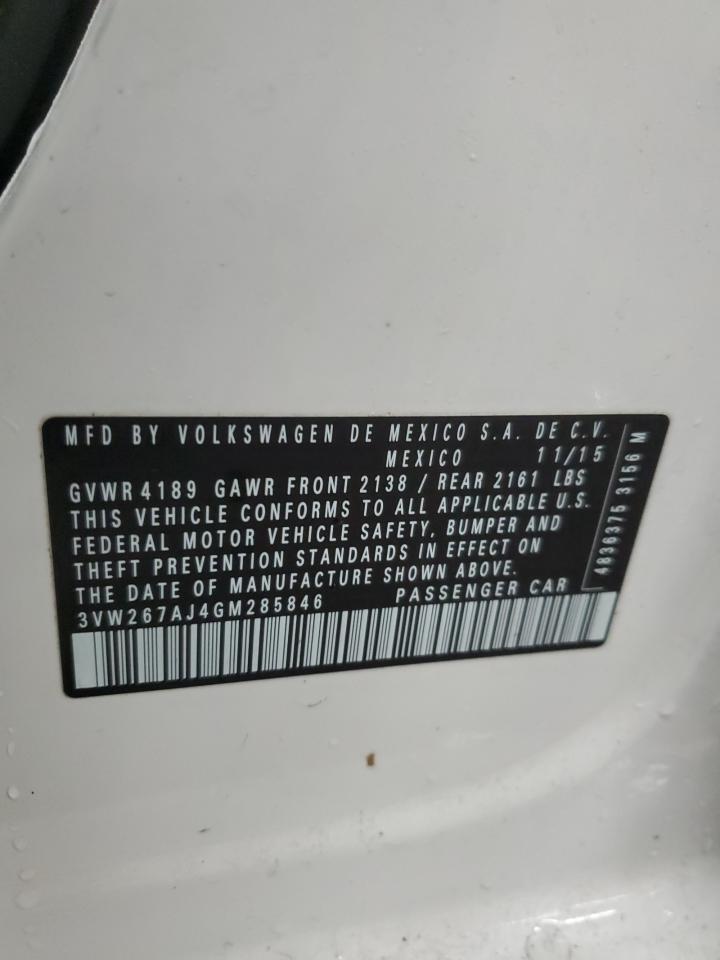 MFD BY VOLKSWAGEN DE MEXICO S.A. DE C.V.
MEXICO 11/15
GVWR 4189 GAWR FRONT 2138 / REAR 2161 LBS
THIS VEHICLE CONFORMS TO ALL APPLICABLE U.S.
FEDERAL MOTOR VEHICLE SAFETY, BUMPER AND
THEFT PREVENTION STANDARDS IN EFFECT ON
THE DATE OF MANUFACTURE SHOWN ABOVE.
3VW267AJ4GM285846 PASSENGER CAR
4836375 3156 M